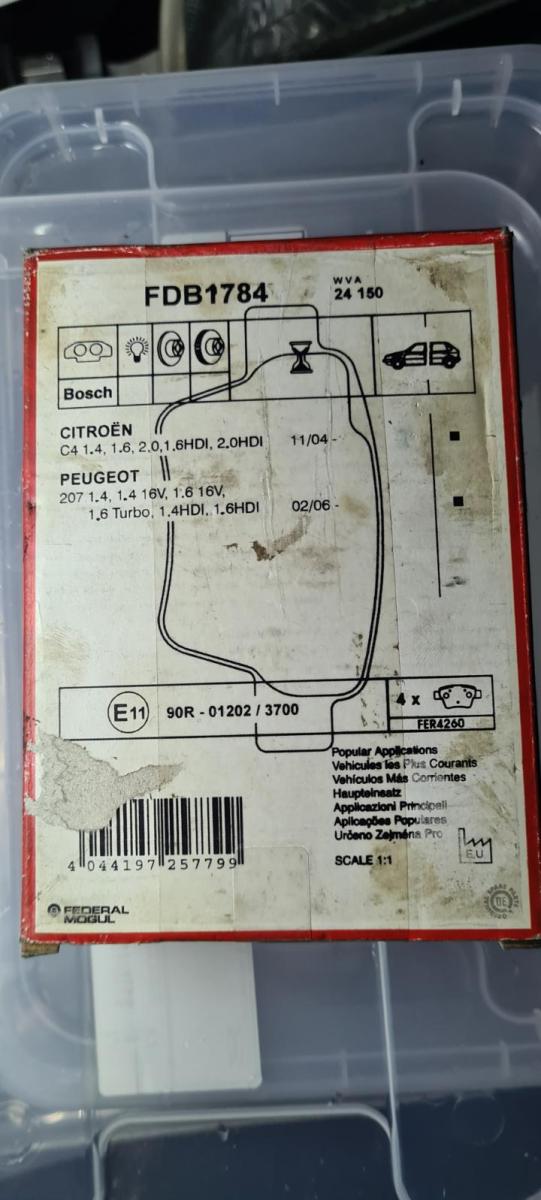 FDB1784
WVA
24 150
Bosch
CITROËN
C4 1.4, 1.6, 2.0,1.6HDI, 2.0HDI 11/04 -
PEUGEOT
207 1.4, 1.4 16V, 1.6 16V,
1.6 Turbo, 1.4HDI, 1.6HDI 02/06 -
E11 90R - 01202 / 3700
4 x
FER4260
Popular Applications
Vehicules les Plus Courants
Vehículos Más Corrientes
Haupteinsatz
Applicazioni Principali
Aplicações Populares
Určeno Zejména Pro
SCALE 1:1
E.U.
4 044197 257799
FEDERAL
MOGUL